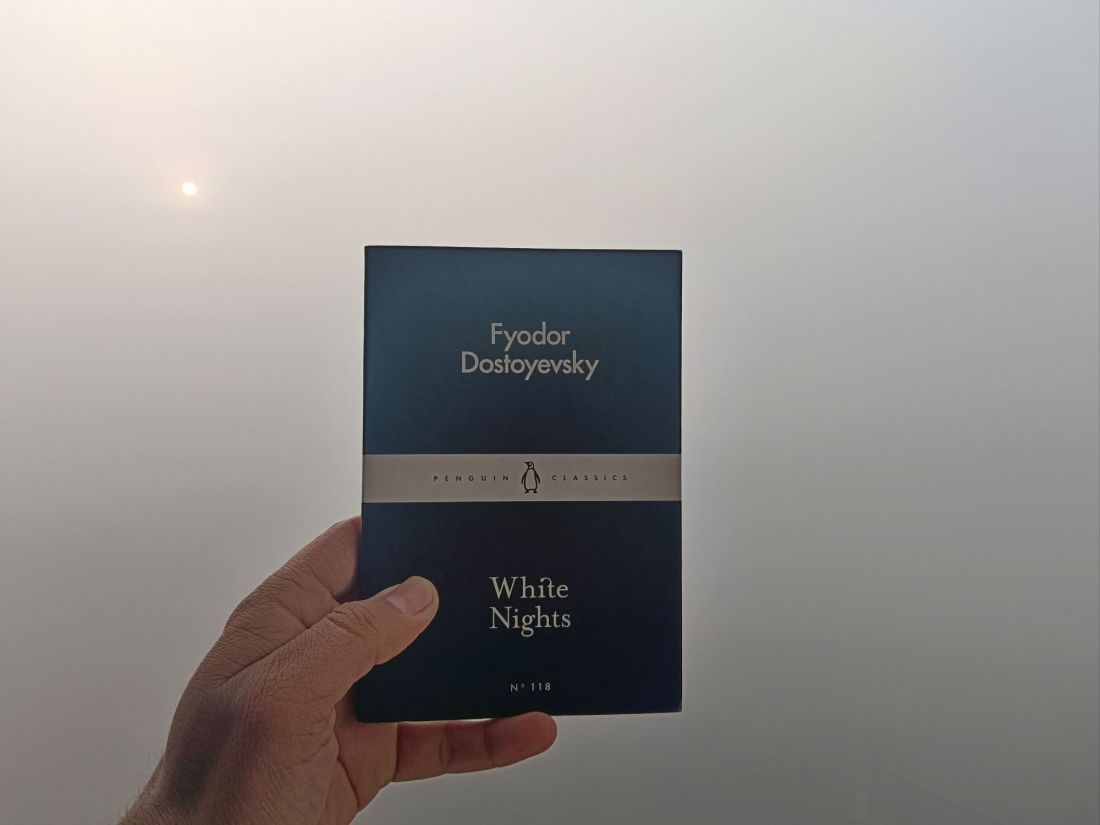 Fyodor
Dostoyevsky
PENGUIN CLASSICS
White
Nights
Nº 118